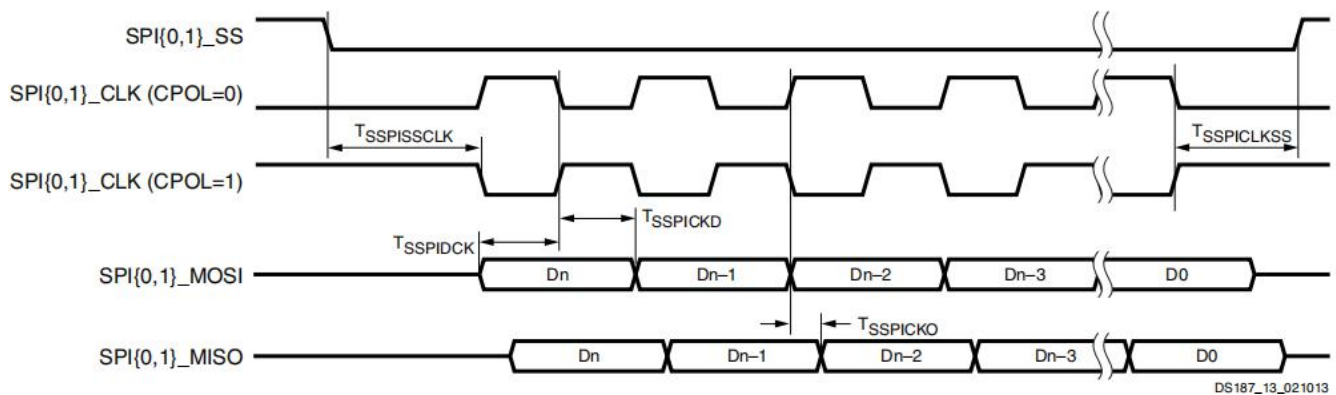 SPI{0,1}_SS
SPI{0,1}_CLK (CPOL=0)
TSSPISSCLK
TSSPICLKSS
SPI{0,1}_CLK (CPOL=1)
TSSPICKD
TSSPIDCK
SPI{0,1}_MOSI Dn Dn–1 Dn–2 Dn–3 D0
TSSPICKO
SPI{0,1}_MISO Dn Dn–1 Dn–2 Dn–3 D0
DS187_13_021013